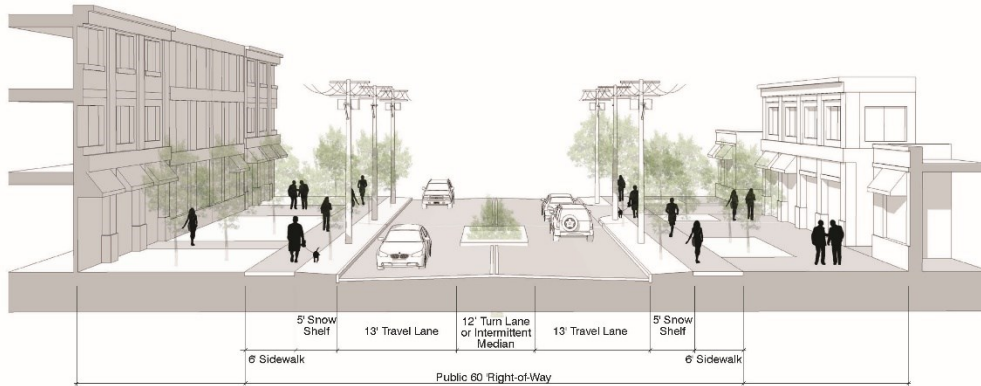 5' Snow
Shelf
13' Travel Lane
12' Turn Lane
or Intermittent
Median
13' Travel Lane
5' Snow
Shelf
6' Sidewalk
6' Sidewalk
Public 60 'Right-of-Way